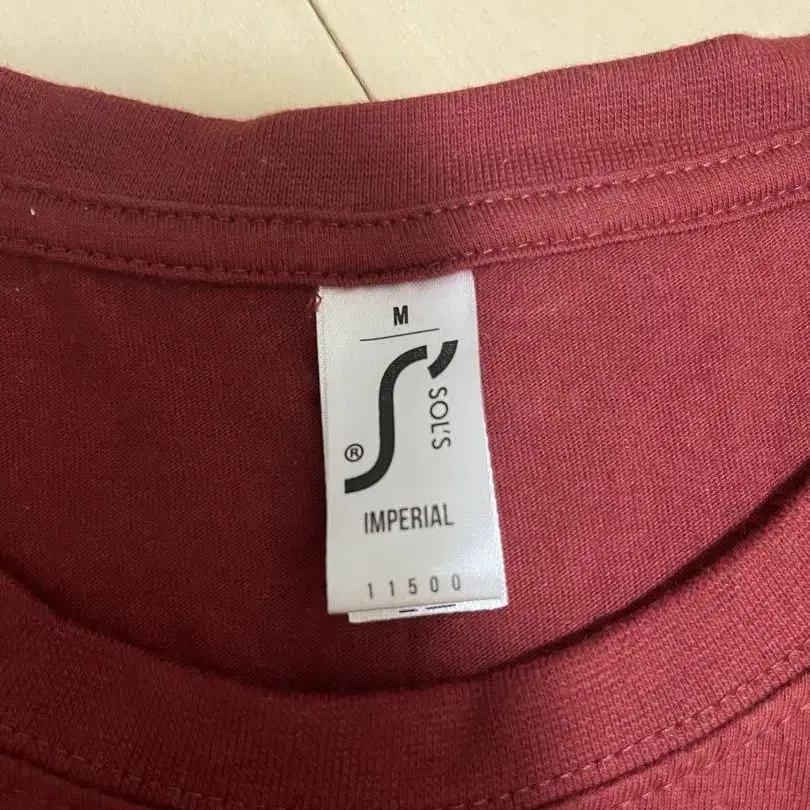 M
SOL'S
®
IMPERIAL
11500